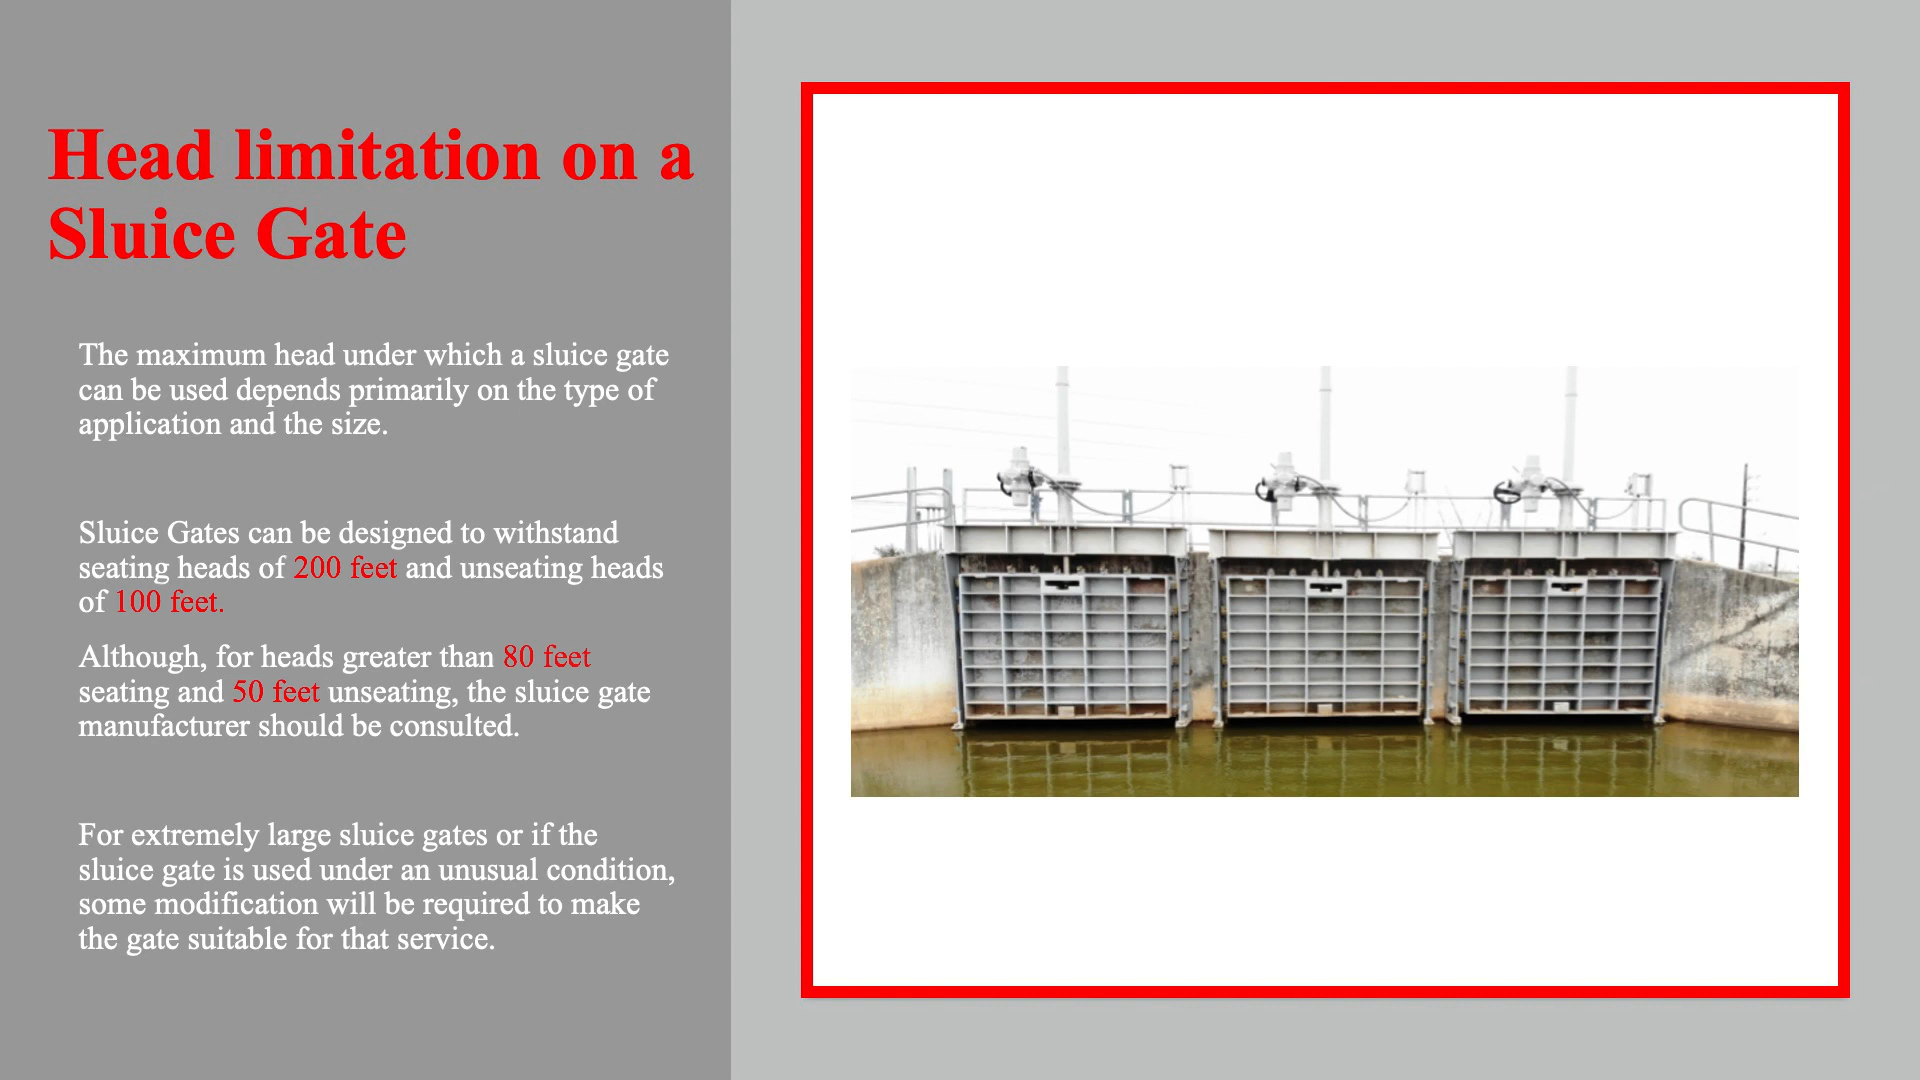 Head limitation on a
Sluice Gate
The maximum head under which a sluice gate
can be used depends primarily on the type of
application and the size.
Sluice Gates can be designed to withstand
seating heads of 200 feet and unseating heads
of 100 feet.
Although, for heads greater than 80 feet
seating and 50 feet unseating, the sluice gate
manufacturer should be consulted.
For extremely large sluice gates or if the
sluice gate is used under an unusual condition,
some modification will be required to make
the gate suitable for that service.